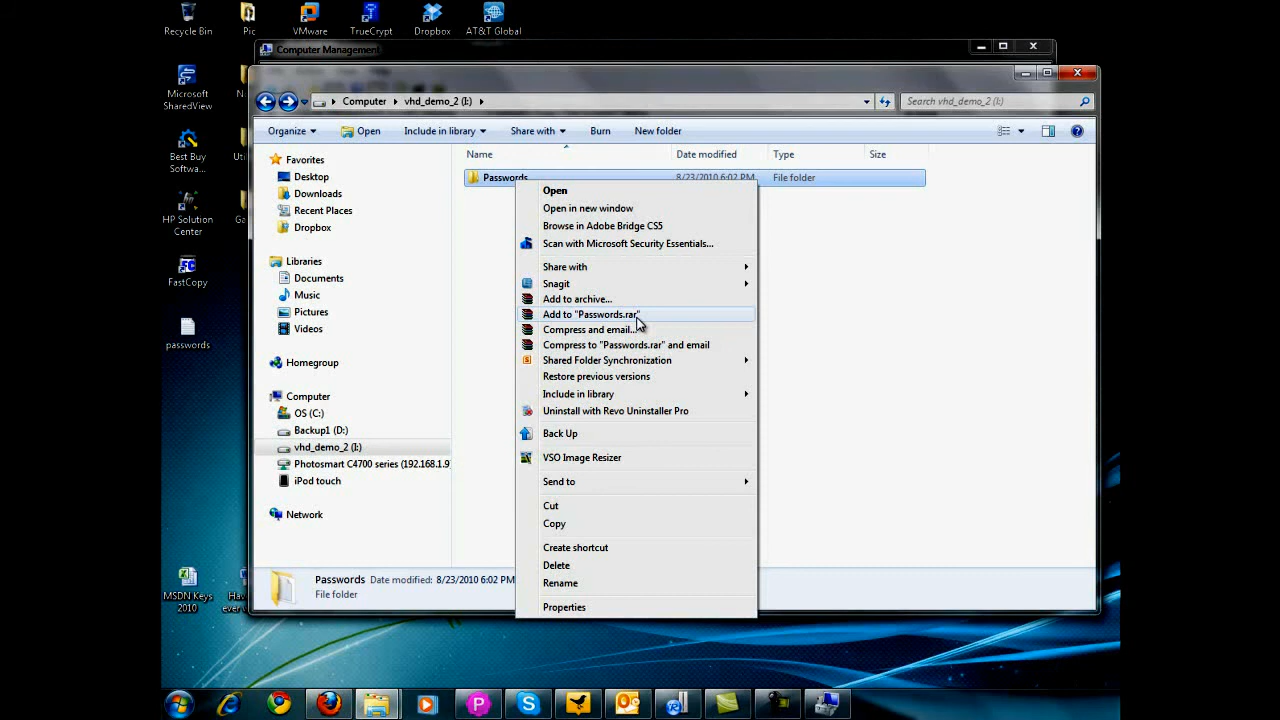 Recycle Bin
Pic
VMware
TrueCrypt
Dropbox
AT&T Global
Computer Management
Microsoft
SharedView
N.
Computer
vhd_demo_2 (I:)
Search vhd_demo_2 (I:)
Organize
Open
Include in library
Share with
Burn
New folder
Name
Date modified
Type
Size
Favorites
Desktop
Downloads
Recent Places
Dropbox
Passwords
8/23/2010 6:02 PM
File folder
Best Buy
Softwa...
Uti
HP Solution
Center
Ga
Libraries
Documents
Music
Pictures
Videos
FastCopy
passwords
Homegroup
Computer
OS (C:)
Backup1 (D:)
vhd_demo_2 (I:)
Photosmart C4700 series (192.168.1.9
iPod touch
Network
Open
Open in new window
Browse in Adobe Bridge CS5
Scan with Microsoft Security Essentials...
Share with
Snagit
Add to archive...
Add to "Passwords.rar"
Compress and email...
Compress to "Passwords.rar" and email
Shared Folder Synchronization
Restore previous versions
Include in library
Uninstall with Revo Uninstaller Pro
Back Up
VSO Image Resizer
Send to
Cut
Copy
Create shortcut
Delete
Rename
Properties
MSDN Keys
2010
Hav
ever w
Passwords
Date modified: 8/23/2010 6:02 PM
File folder